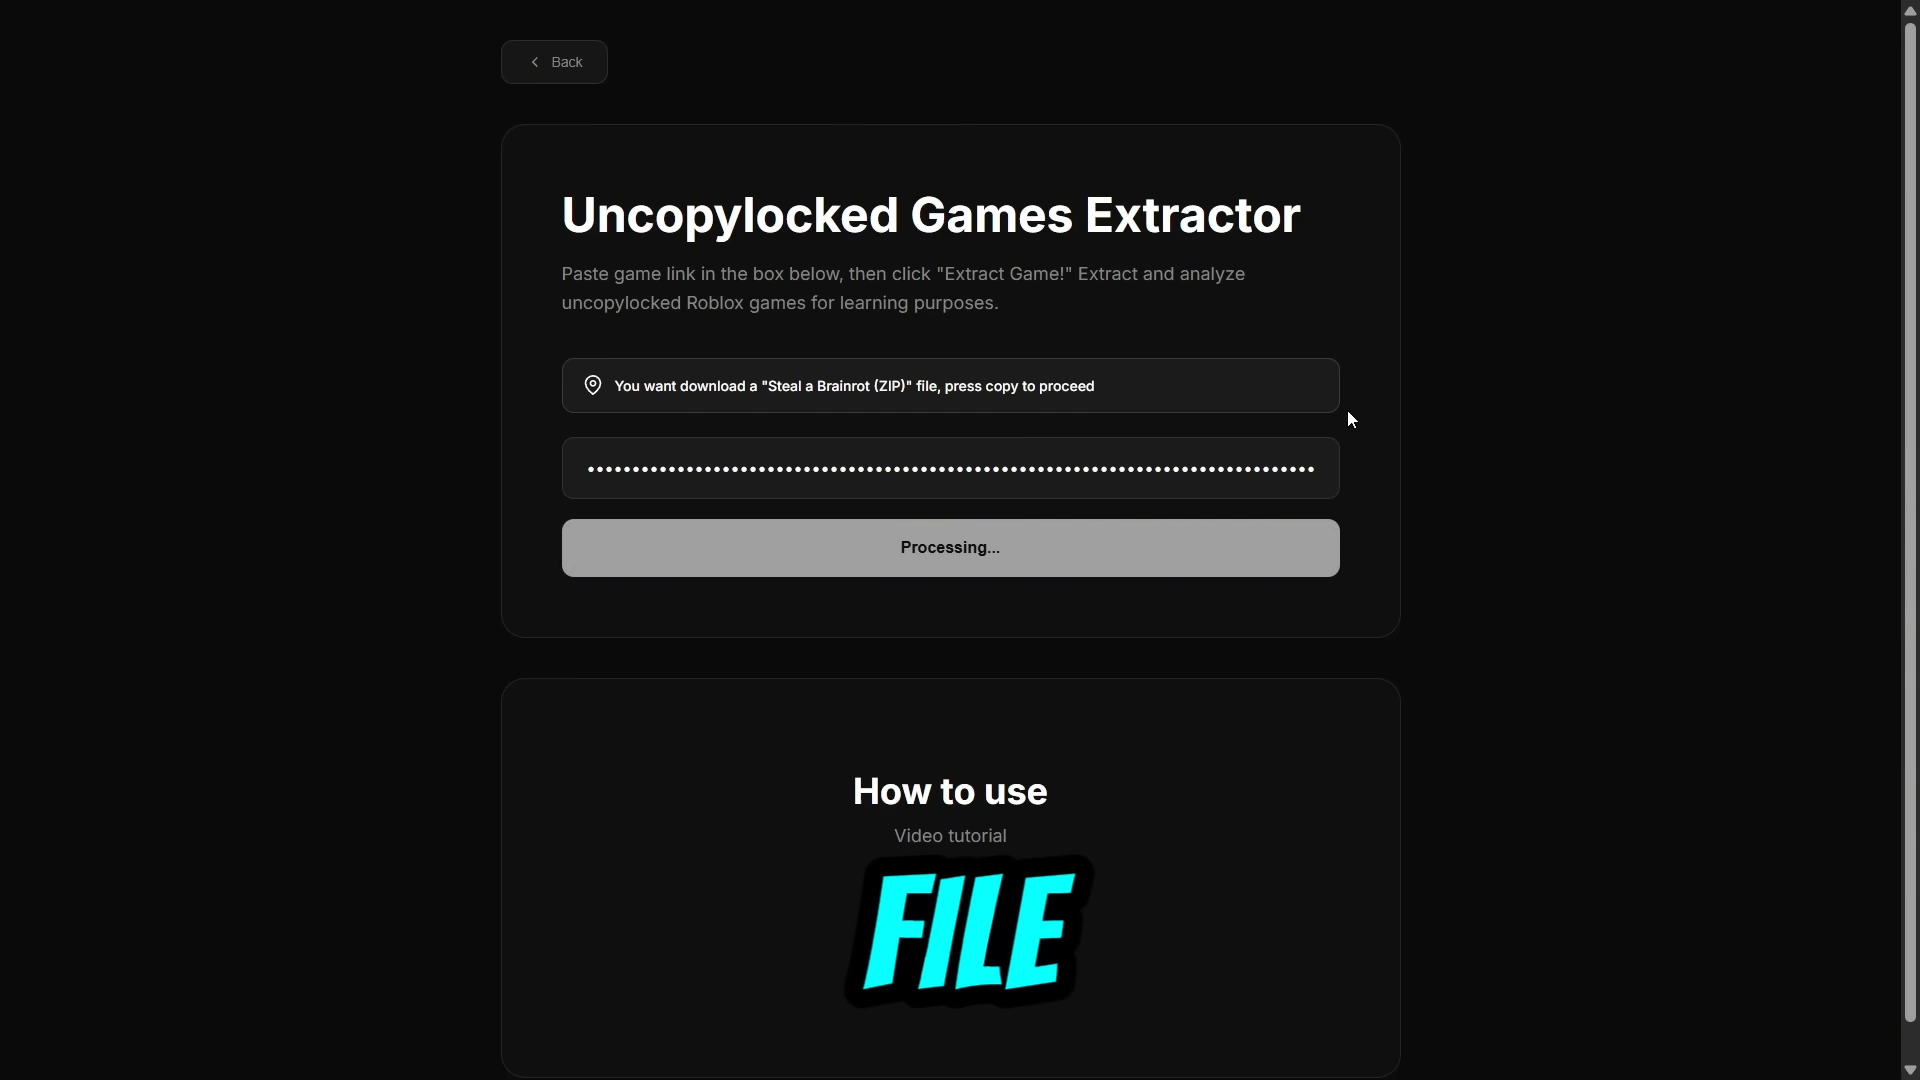 Back
Uncopylocked Games Extractor
Paste game link in the box below, then click "Extract Game!" Extract and analyze
uncopylocked Roblox games for learning purposes.
You want download a "Steal a Brainrot (ZIP)" file, press copy to proceed
Processing...
How to use
Video tutorial
FILE